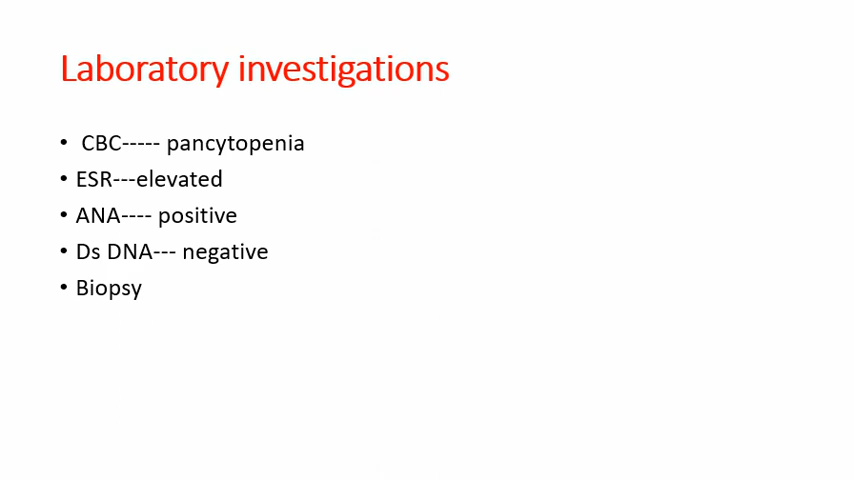 Laboratory investigations
• CBC----- pancytopenia
• ESR---elevated
• ANA---- positive
• Ds DNA--- negative
• Biopsy